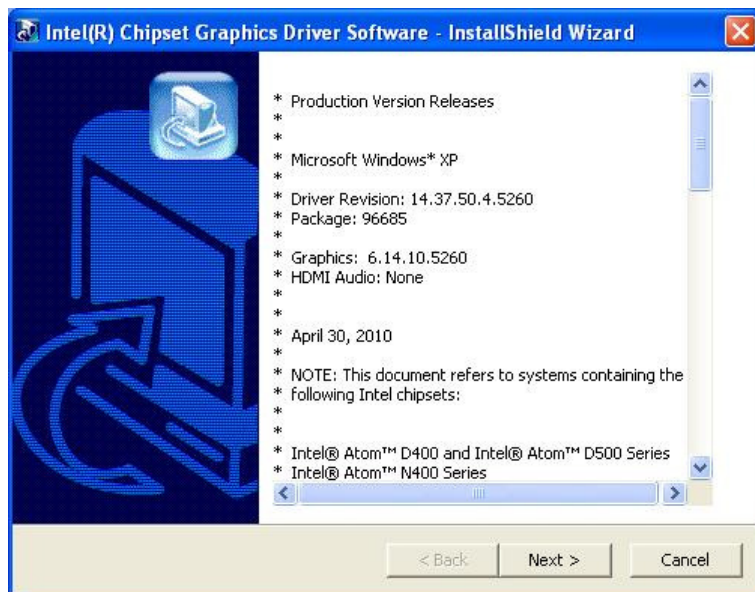 Intel(R) Chipset Graphics Driver Software - InstallShield Wizard
* Production Version Releases
*
*
* Microsoft Windows* XP
*
* Driver Revision: 14.37.50.4.5260
* Package: 96685
*
* Graphics: 6.14.10.5260
* HDMI Audio: None
*
*
* April 30, 2010
*
* NOTE: This document refers to systems containing the
* following Intel chipsets:
*
*
* Intel® Atom™ D400 and Intel® Atom™ D500 Series
* Intel® Atom™ N400 Series
< Back Next > Cancel